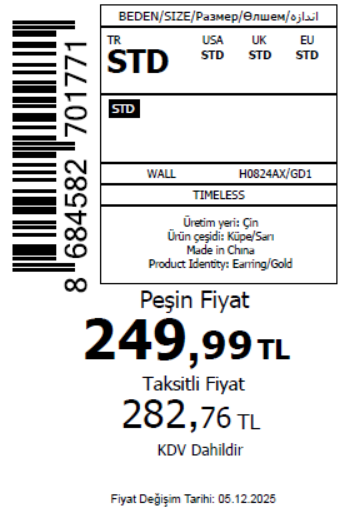 BEDEN/SIZE/Размер/Өлшем/اندازه
TR USA UK EU
STD STD STD STD
STD
WALL H0824AX/GD1
TIMELESS
Üretim yeri: Çin
Ürün çeşidi: Küpe/Sarı
Made in China
Product Identity: Earring/Gold
8 684582 701771
Peşin Fiyat
249,99 TL
Taksitli Fiyat
282,76 TL
KDV Dahildir
Fiyat Değişim Tarihi: 05.12.2025